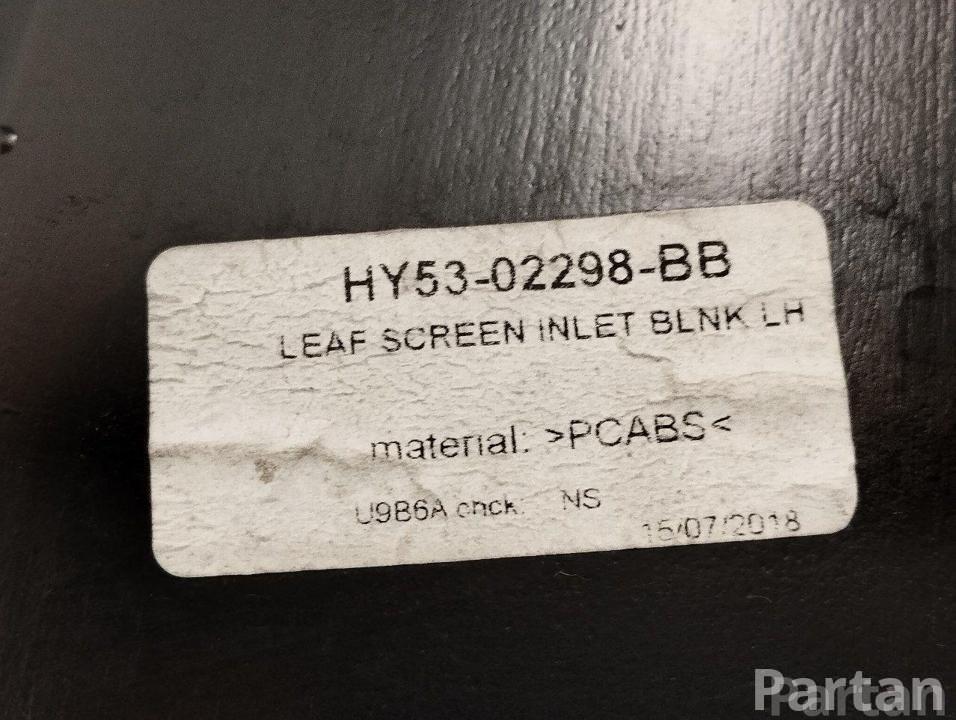 HY53-02298-BB
LEAF SCREEN INLET BLNK LH
material: >PCABS<
U9B6A chck: NS
15/07/2018
Partan